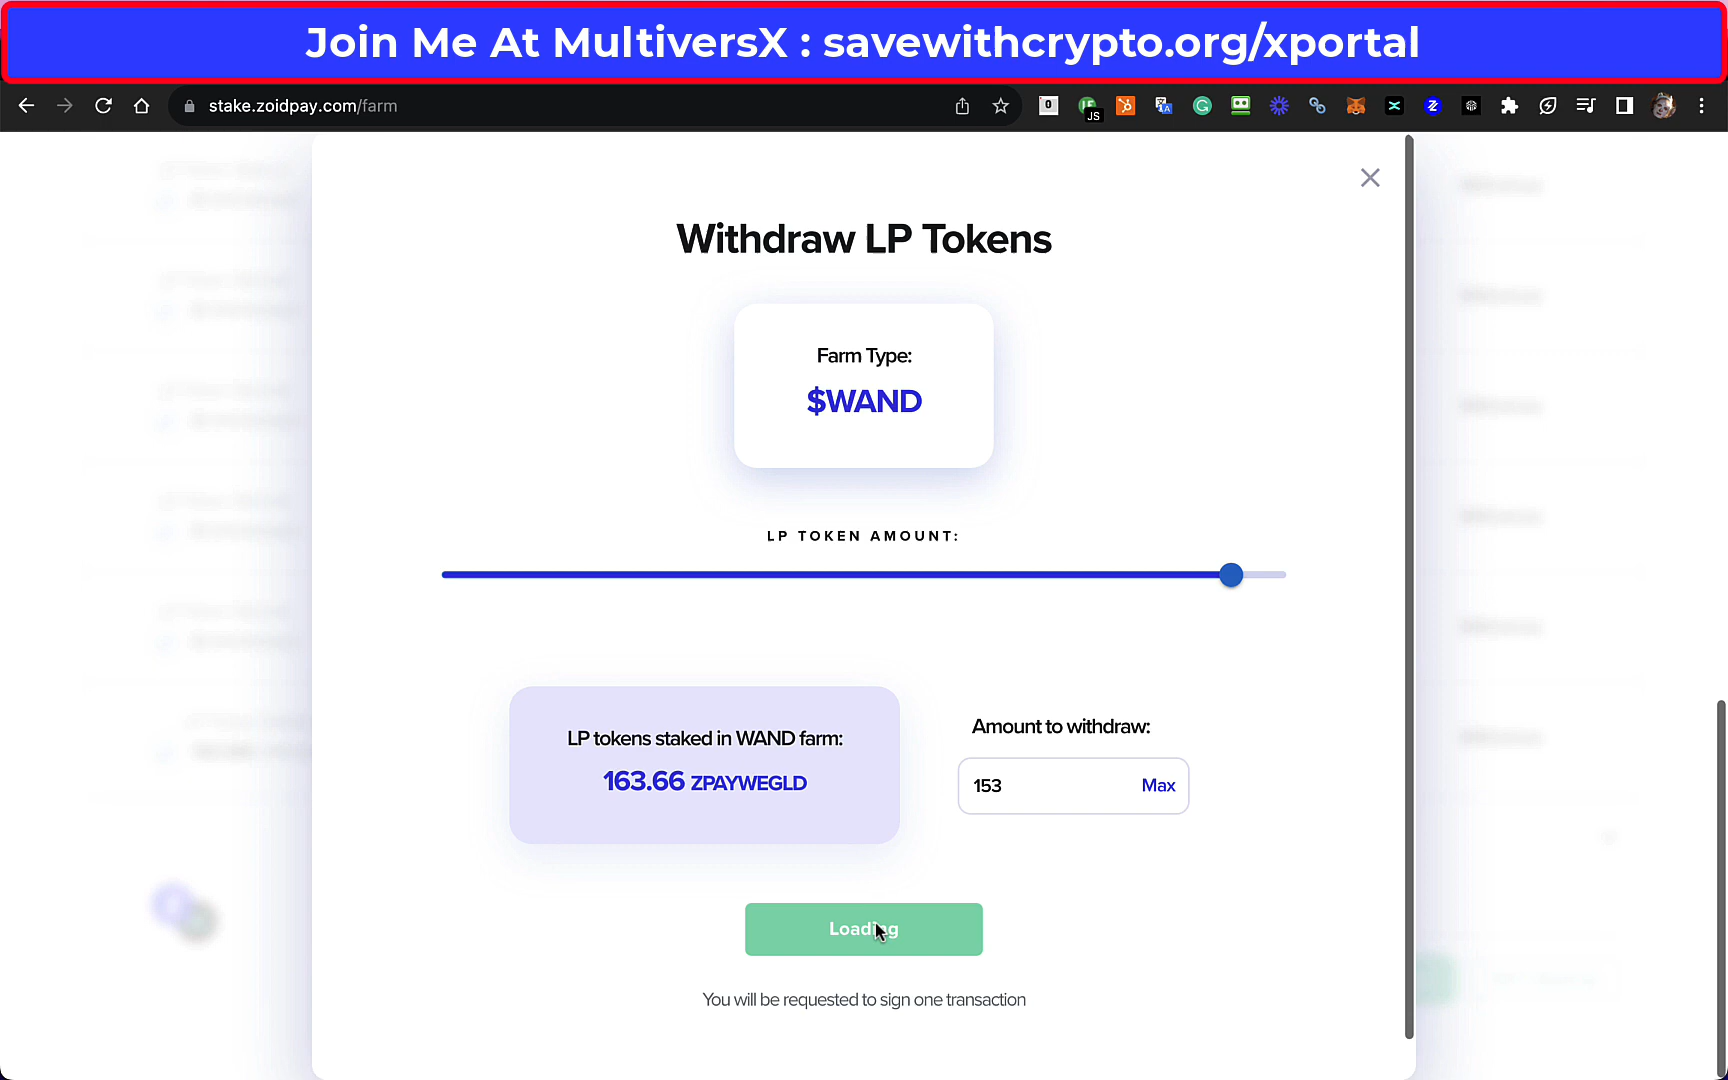 Join Me At MultiversX : savewithcrypto.org/xportal
stake.zoidpay.com/farm
JS
Withdraw LP Tokens
Farm Type:
$WAND
LP TOKEN AMOUNT:
LP tokens staked in WAND farm:
163.66 ZPAYWEGLD
Amount to withdraw:
153 Max
Loading
You will be requested to sign one transaction